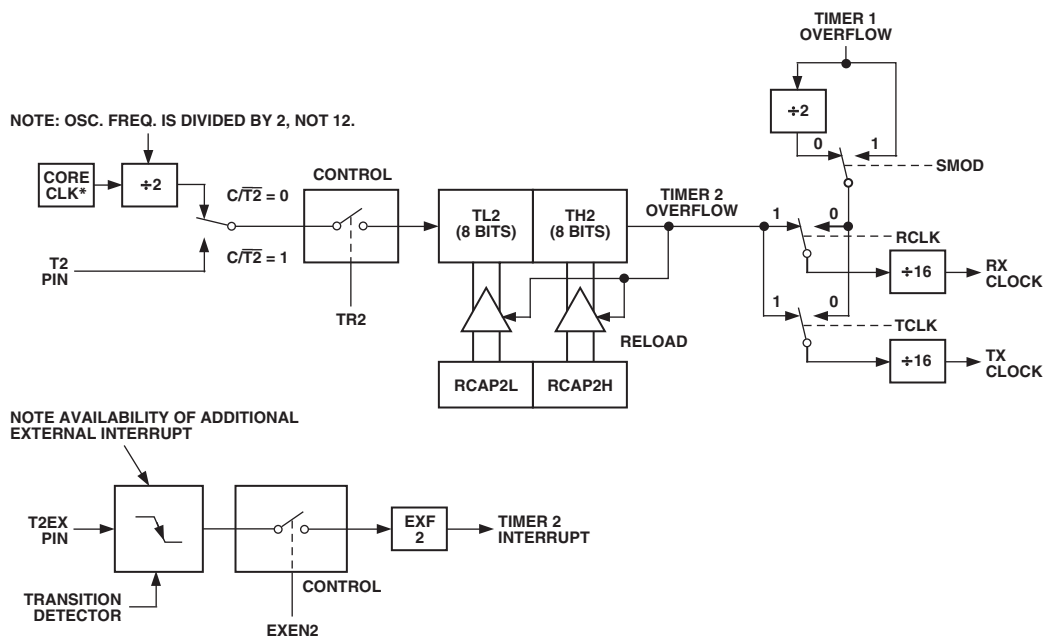 TIMER 1
OVERFLOW
÷2
NOTE: OSC. FREQ. IS DIVIDED BY 2, NOT 12.
0
1
SMOD
CORE
CLK*
÷2
C/T2 = 0
CONTROL
TL2
(8 BITS)
TH2
(8 BITS)
TIMER 2
OVERFLOW
1
0
RCLK
C/T2 = 1
T2
PIN
÷16
RX
CLOCK
TR2
1
0
TCLK
RELOAD
÷16
TX
CLOCK
RCAP2L
RCAP2H
NOTE AVAILABILITY OF ADDITIONAL
EXTERNAL INTERRUPT
T2EX
PIN
EXF
2
TIMER 2
INTERRUPT
CONTROL
TRANSITION
DETECTOR
EXEN2